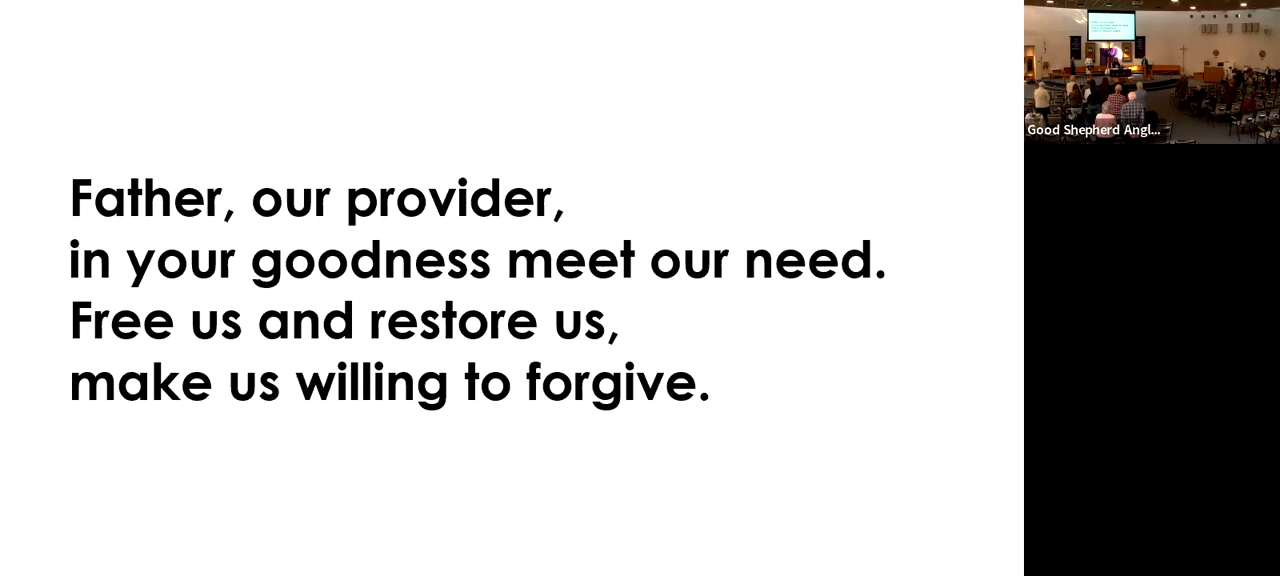 Father, our provider,
in your goodness meet our need.
Free us and restore us,
make us willing to forgive.
Good Shepherd Angl...